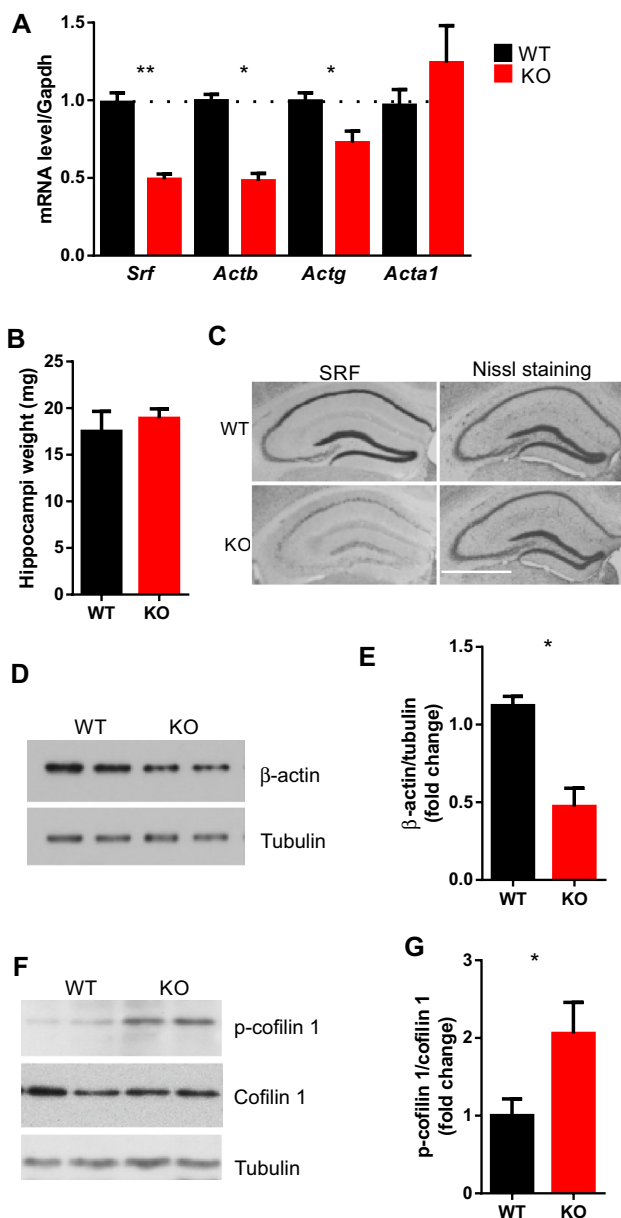 A
1.5
1.0
0.5
0.0
mRNA level/Gapdh
** * *
WT
KO
Srf Actb Actg Acta1
B
25
20
15
10
5
0
Hippocampi weight (mg)
WT KO
C
SRF Nissl staining
WT
KO
D
WT KO
β-actin
Tubulin
E
1.5
1.0
0.5
0.0
β-actin/tubulin
(fold change)
*
WT KO
F
WT KO
p-cofilin 1
Cofilin 1
Tubulin
G
3
2
1
0
p-cofilin 1/cofilin 1
(fold change)
*
WT KO